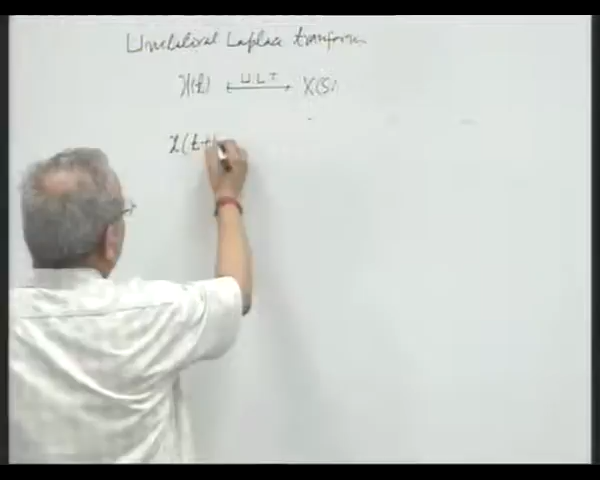 Unilateral Laplace transform
x(t) ⟷ U.L.T X(s)
x(t+